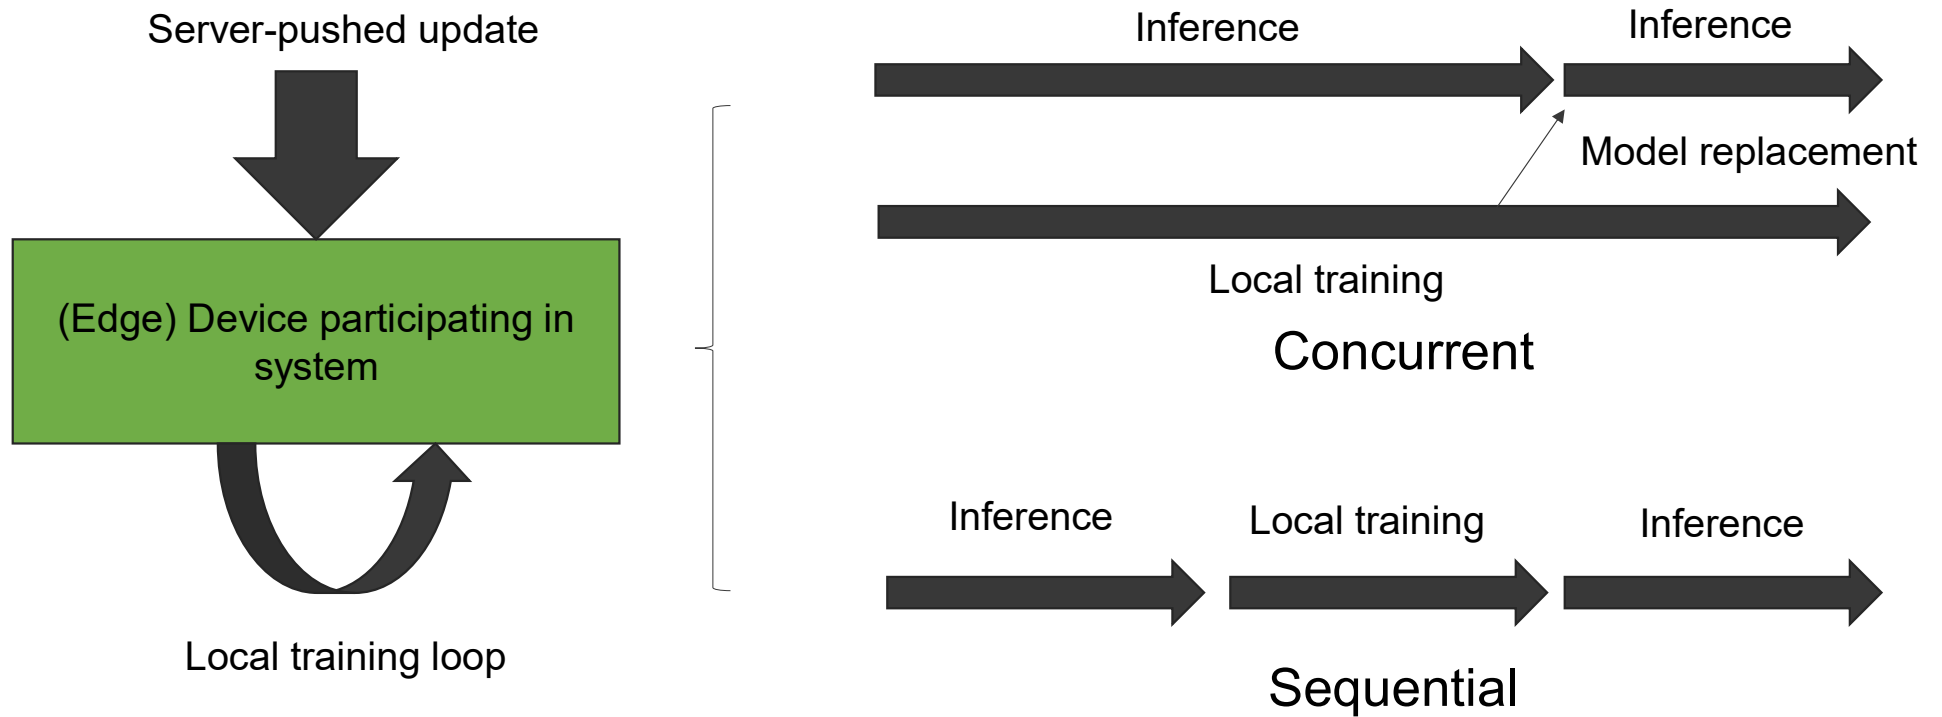 Server-pushed update
(Edge) Device participating in
system
Local training loop
Inference
Inference
Model replacement
Local training
Concurrent
Inference
Local training
Inference
Sequential